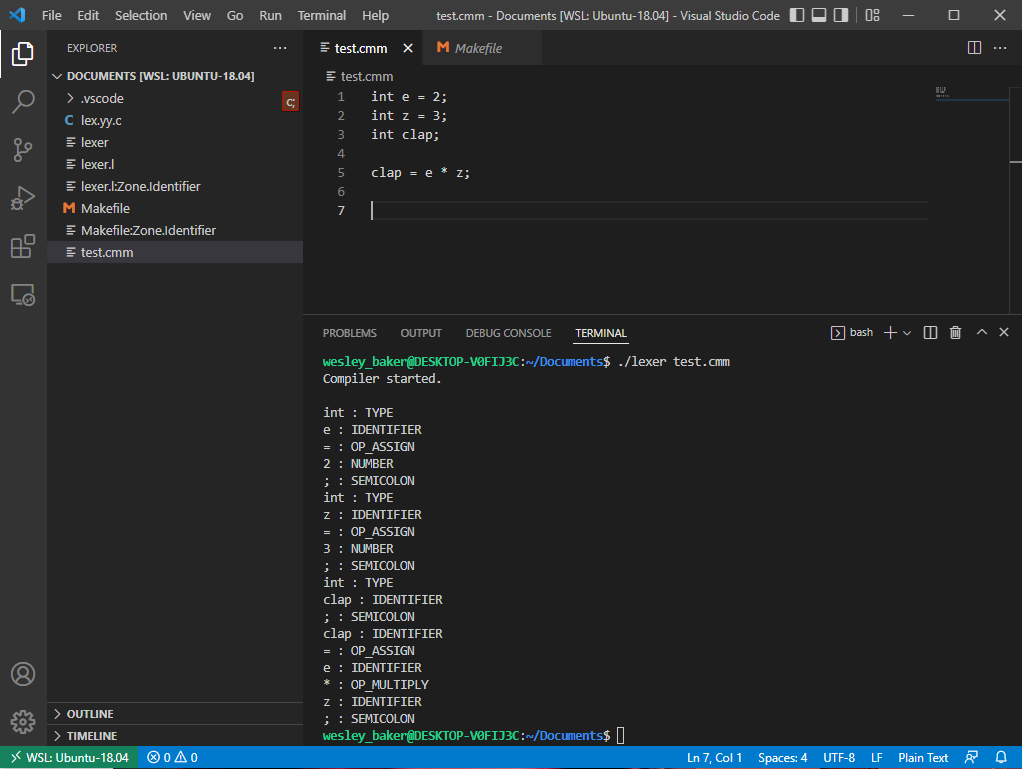 File Edit Selection View Go Run Terminal Help test.cmm - Documents [WSL: Ubuntu-18.04] - Visual Studio Code
EXPLORER
DOCUMENTS [WSL: UBUNTU-18.04]
.vscode
C lex.yy.c
lexer
lexer.l
lexer.l:Zone.Identifier
M Makefile
Makefile:Zone.Identifier
test.cmm
OUTLINE
TIMELINE
test.cmm M Makefile
test.cmm
1 int e = 2;
2 int z = 3;
3 int clap;
4
5 clap = e * z;
6
7
PROBLEMS OUTPUT DEBUG CONSOLE TERMINAL bash
wesley_baker@DESKTOP-V0FIJ3C:~/Documents$ ./lexer test.cmm
Compiler started.
int : TYPE
e : IDENTIFIER
= : OP_ASSIGN
2 : NUMBER
; : SEMICOLON
int : TYPE
z : IDENTIFIER
= : OP_ASSIGN
3 : NUMBER
; : SEMICOLON
int : TYPE
clap : IDENTIFIER
; : SEMICOLON
clap : IDENTIFIER
= : OP_ASSIGN
e : IDENTIFIER
* : OP_MULTIPLY
z : IDENTIFIER
; : SEMICOLON
wesley_baker@DESKTOP-V0FIJ3C:~/Documents$
WSL: Ubuntu-18.04 0 0 Ln 7, Col 1 Spaces: 4 UTF-8 LF Plain Text